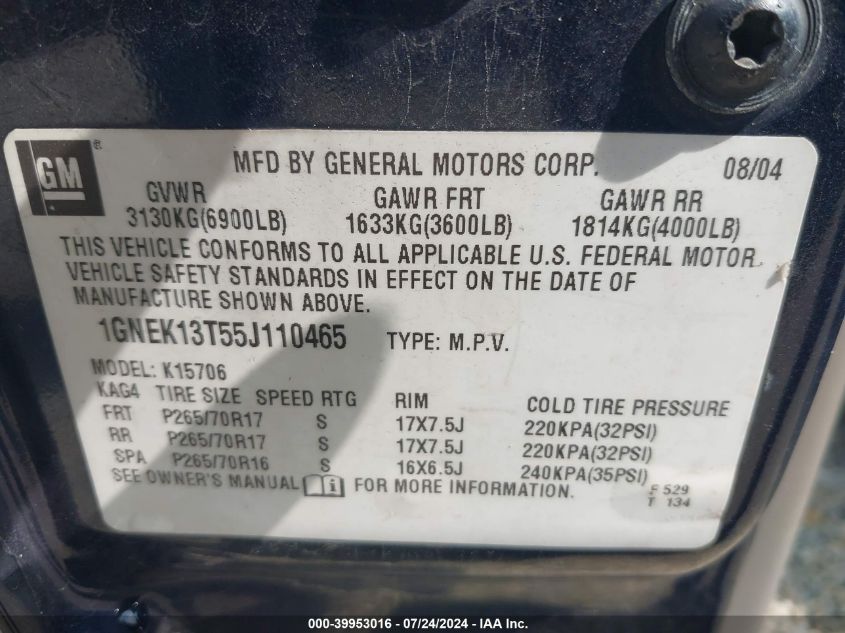 GM ®
MFD BY GENERAL MOTORS CORP. 08/04
GVWR GAWR FRT GAWR RR
3130KG(6900LB) 1633KG(3600LB) 1814KG(4000LB)
THIS VEHICLE CONFORMS TO ALL APPLICABLE U.S. FEDERAL MOTOR
VEHICLE SAFETY STANDARDS IN EFFECT ON THE DATE OF
MANUFACTURE SHOWN ABOVE.
1GNEK13T55J110465 TYPE: M.P.V.
MODEL: K15706
KAG4 TIRE SIZE SPEED RTG RIM COLD TIRE PRESSURE
FRT P265/70R17 S 17X7.5J 220KPA(32PSI)
RR P265/70R17 S 17X7.5J 220KPA(32PSI)
SPA P265/70R16 S 16X6.5J 240KPA(35PSI)
SEE OWNER'S MANUAL FOR MORE INFORMATION.
F 529
T 134
000-39953016 - 07/24/2024 - IAA Inc.